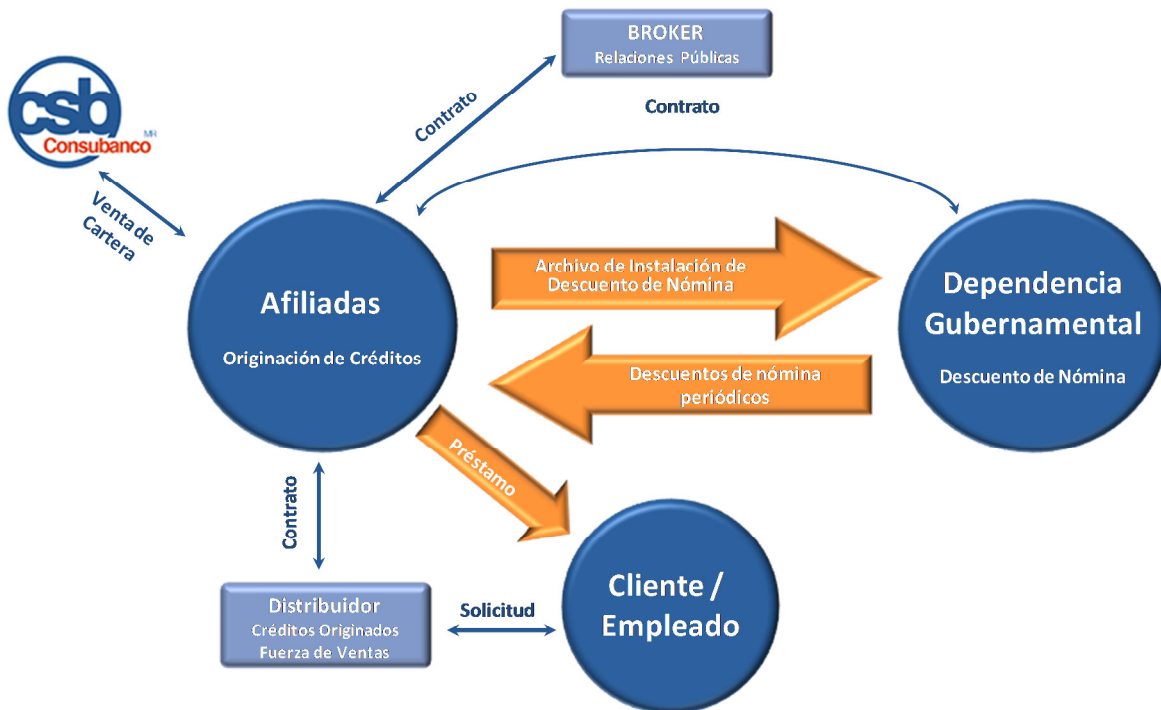 BROKER
Relaciones Públicas
csb
Consubanco
MR
Contrato
Contrato
Venta de
Cartera
Afiliadas
Originación de Créditos
Archivo de Instalación de
Descuento de Nómina
Dependencia
Gubernamental
Descuento de Nómina
Descuentos de nómina
periódicos
Préstamo
Contrato
Cliente /
Empleado
Distribuidor
Créditos Originados
Fuerza de Ventas
Solicitud